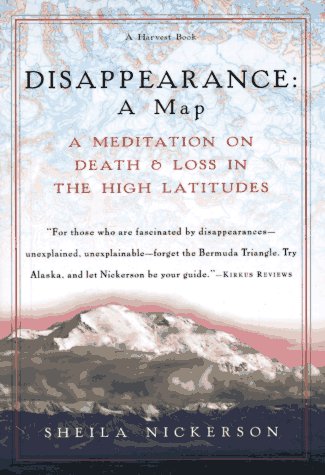 A Harvest Book
DISAPPEARANCE:
A Map
A MEDITATION ON
DEATH & LOSS IN
THE HIGH LATITUDES
"For those who are fascinated by disappearances—
unexplained, unexplainable—forget the Bermuda Triangle. Try
Alaska, and let Nickerson be your guide."—KIRKUS REVIEWS
SHEILA NICKERSON